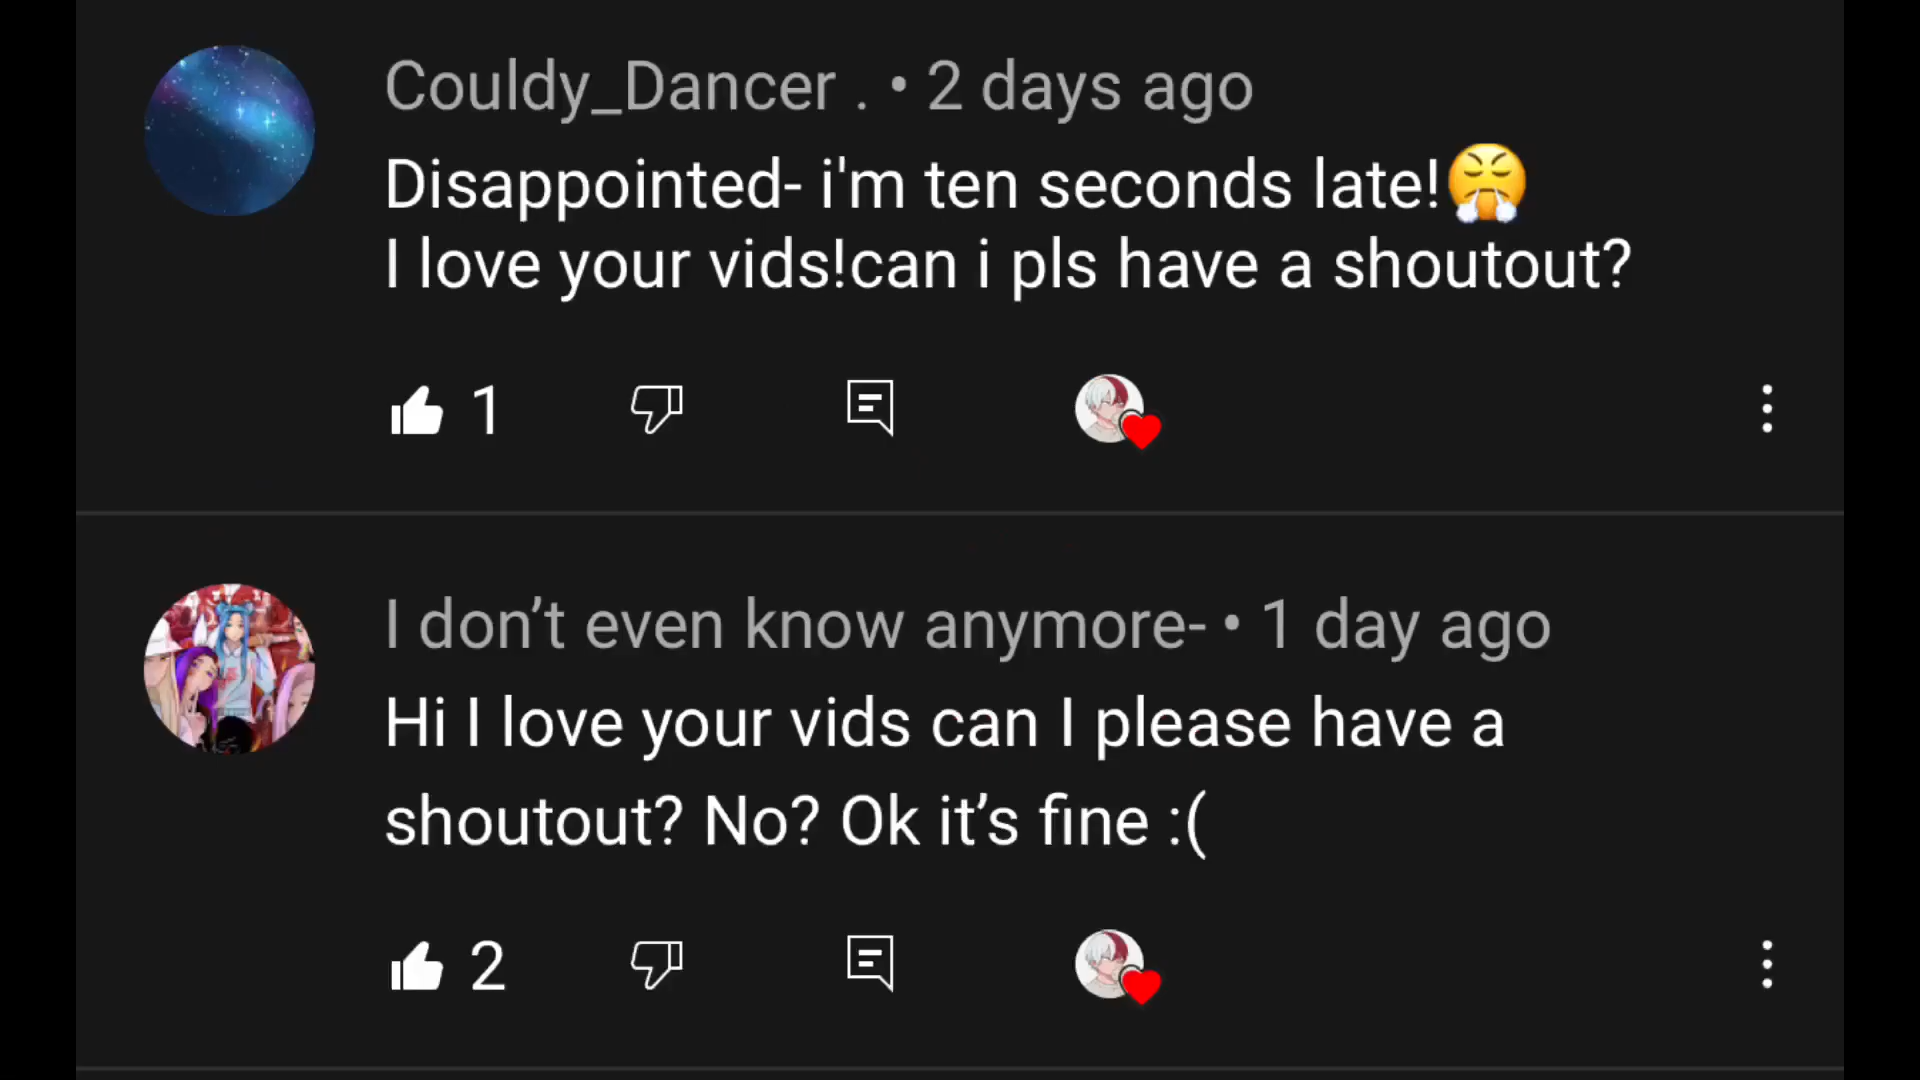 Couldy_Dancer . • 2 days ago
Disappointed- i'm ten seconds late!😤
I love your vids!can i pls have a shoutout?
1
I don’t even know anymore- • 1 day ago
Hi I love your vids can I please have a
shoutout? No? Ok it’s fine :(
2